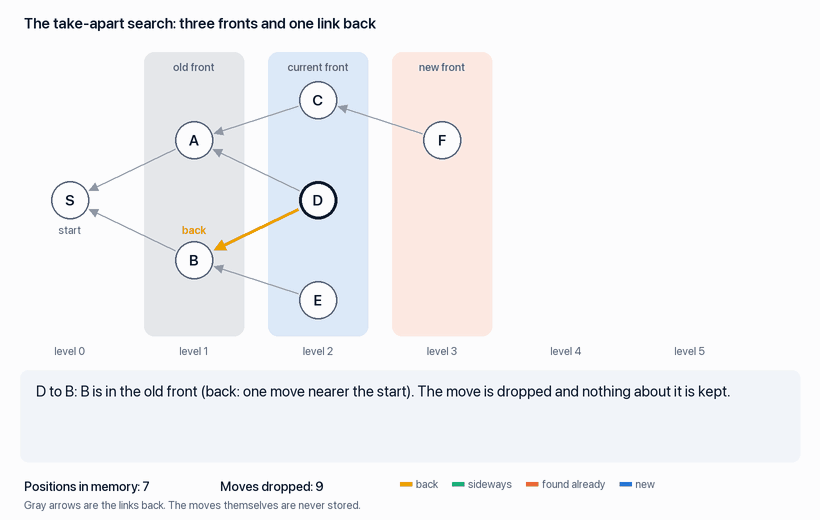 The take-apart search: three fronts and one link back
old front
current front
new front
C
A
F
S
D
start
back
B
E
level 0
level 1
level 2
level 3
level 4
level 5
D to B: B is in the old front (back: one move nearer the start). The move is dropped and nothing about it is kept.
Positions in memory: 7
Moves dropped: 9
back
sideways
found already
new
Gray arrows are the links back. The moves themselves are never stored.